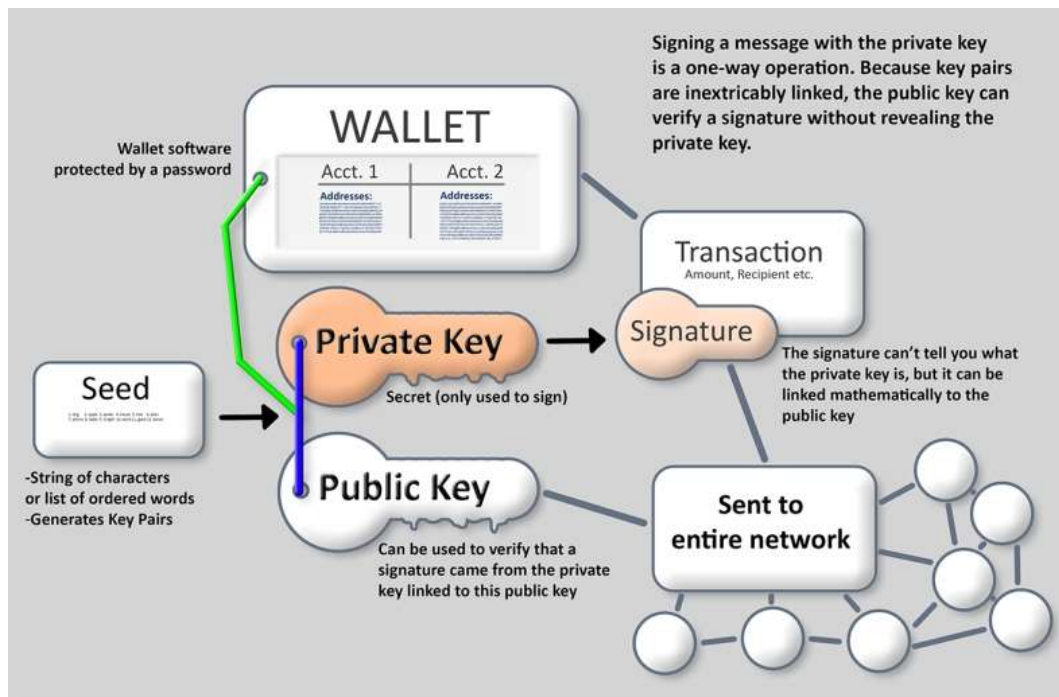 Signing a message with the private key
is a one-way operation. Because key pairs
are inextricably linked, the public key can
verify a signature without revealing the
private key.
WALLET
Wallet software
protected by a password
Acct. 1
Acct. 2
Addresses:
Addresses:
Transaction
Amount, Recipient etc.
Private Key
Signature
Secret (only used to sign)
The signature can't tell you what
the private key is, but it can be
linked mathematically to the
public key
Seed
-String of characters
or list of ordered words
-Generates Key Pairs
Public Key
Can be used to verify that a
signature came from the private
key linked to this public key
Sent to
entire network